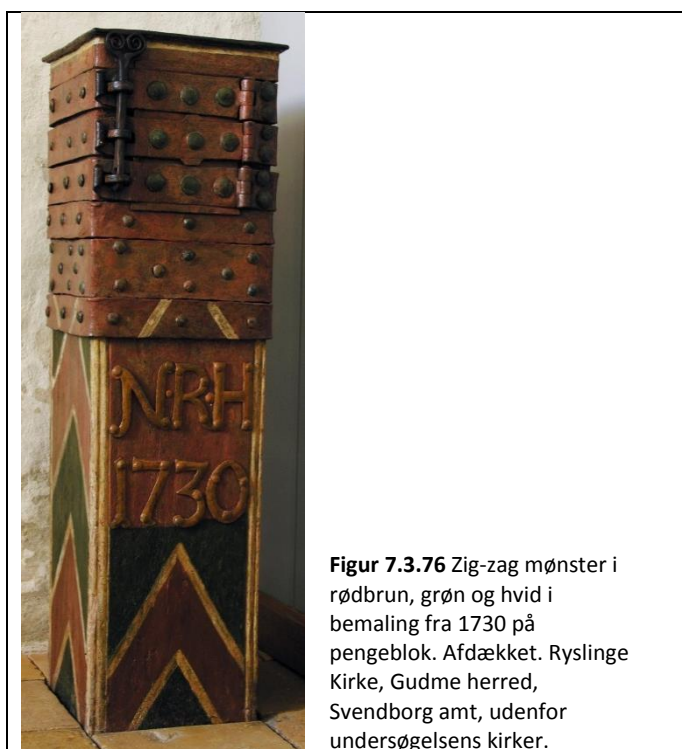 N·R·H
1730
Figur 7.3.76 Zig-zag mønster i
rødbrun, grøn og hvid i
bemaling fra 1730 på
pengeblok. Afdækket. Ryslinge
Kirke, Gudme herred,
Svendborg amt, udenfor
undersøgelsens kirker.